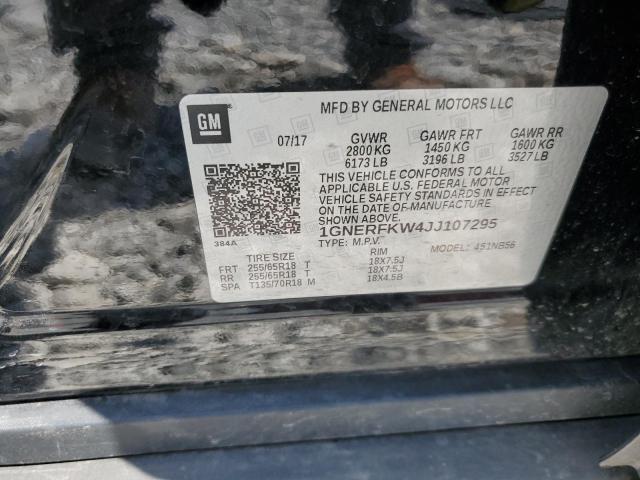 GM
MFD BY GENERAL MOTORS LLC
07/17 GVWR GAWR FRT GAWR RR
2800 KG 1450 KG 1600 KG
6173 LB 3196 LB 3527 LB
THIS VEHICLE CONFORMS TO ALL
APPLICABLE U.S. FEDERAL MOTOR
VEHICLE SAFETY STANDARDS IN EFFECT
ON THE DATE OF MANUFACTURE
SHOWN ABOVE.
1GNERFKW4JJ107295
384A TYPE: M.P.V. MODEL: 4S1NB56
TIRE SIZE RIM
FRT 255/65R18 T 18X7.5J
RR 255/65R18 T 18X7.5J
SPA T135/70R18 M 18X4.5B